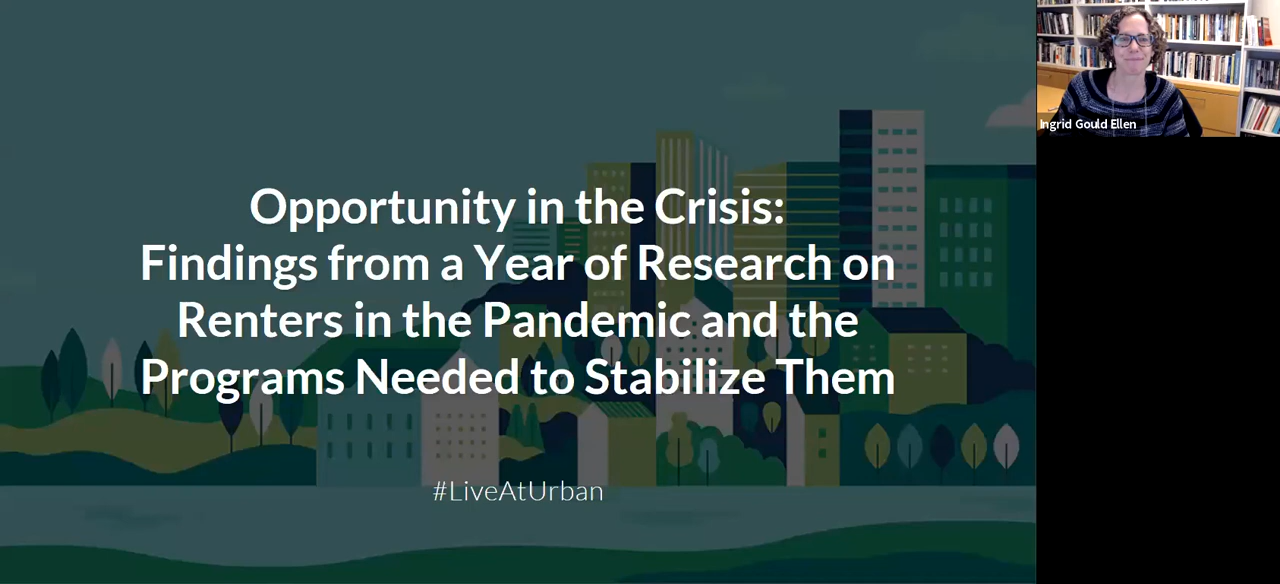 Opportunity in the Crisis:
Findings from a Year of Research on
Renters in the Pandemic and the
Programs Needed to Stabilize Them
#LiveAtUrban
Ingrid Gould Ellen